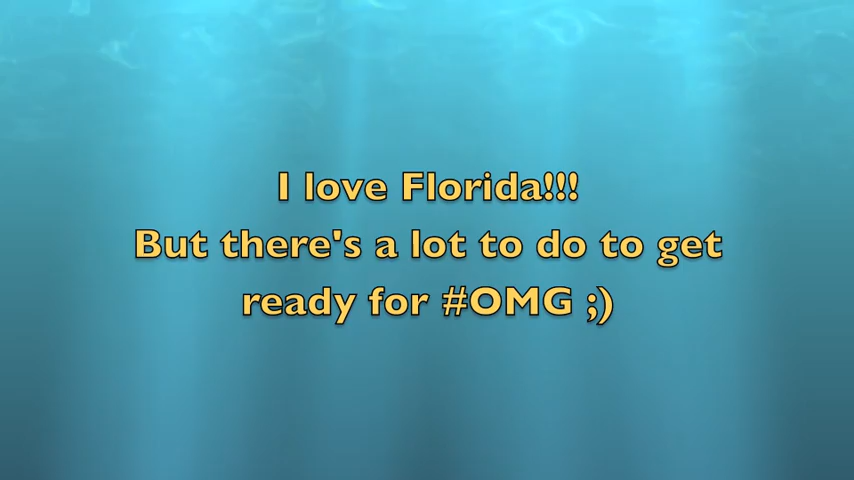 I love Florida!!!
But there's a lot to do to get
ready for #OMG ;)